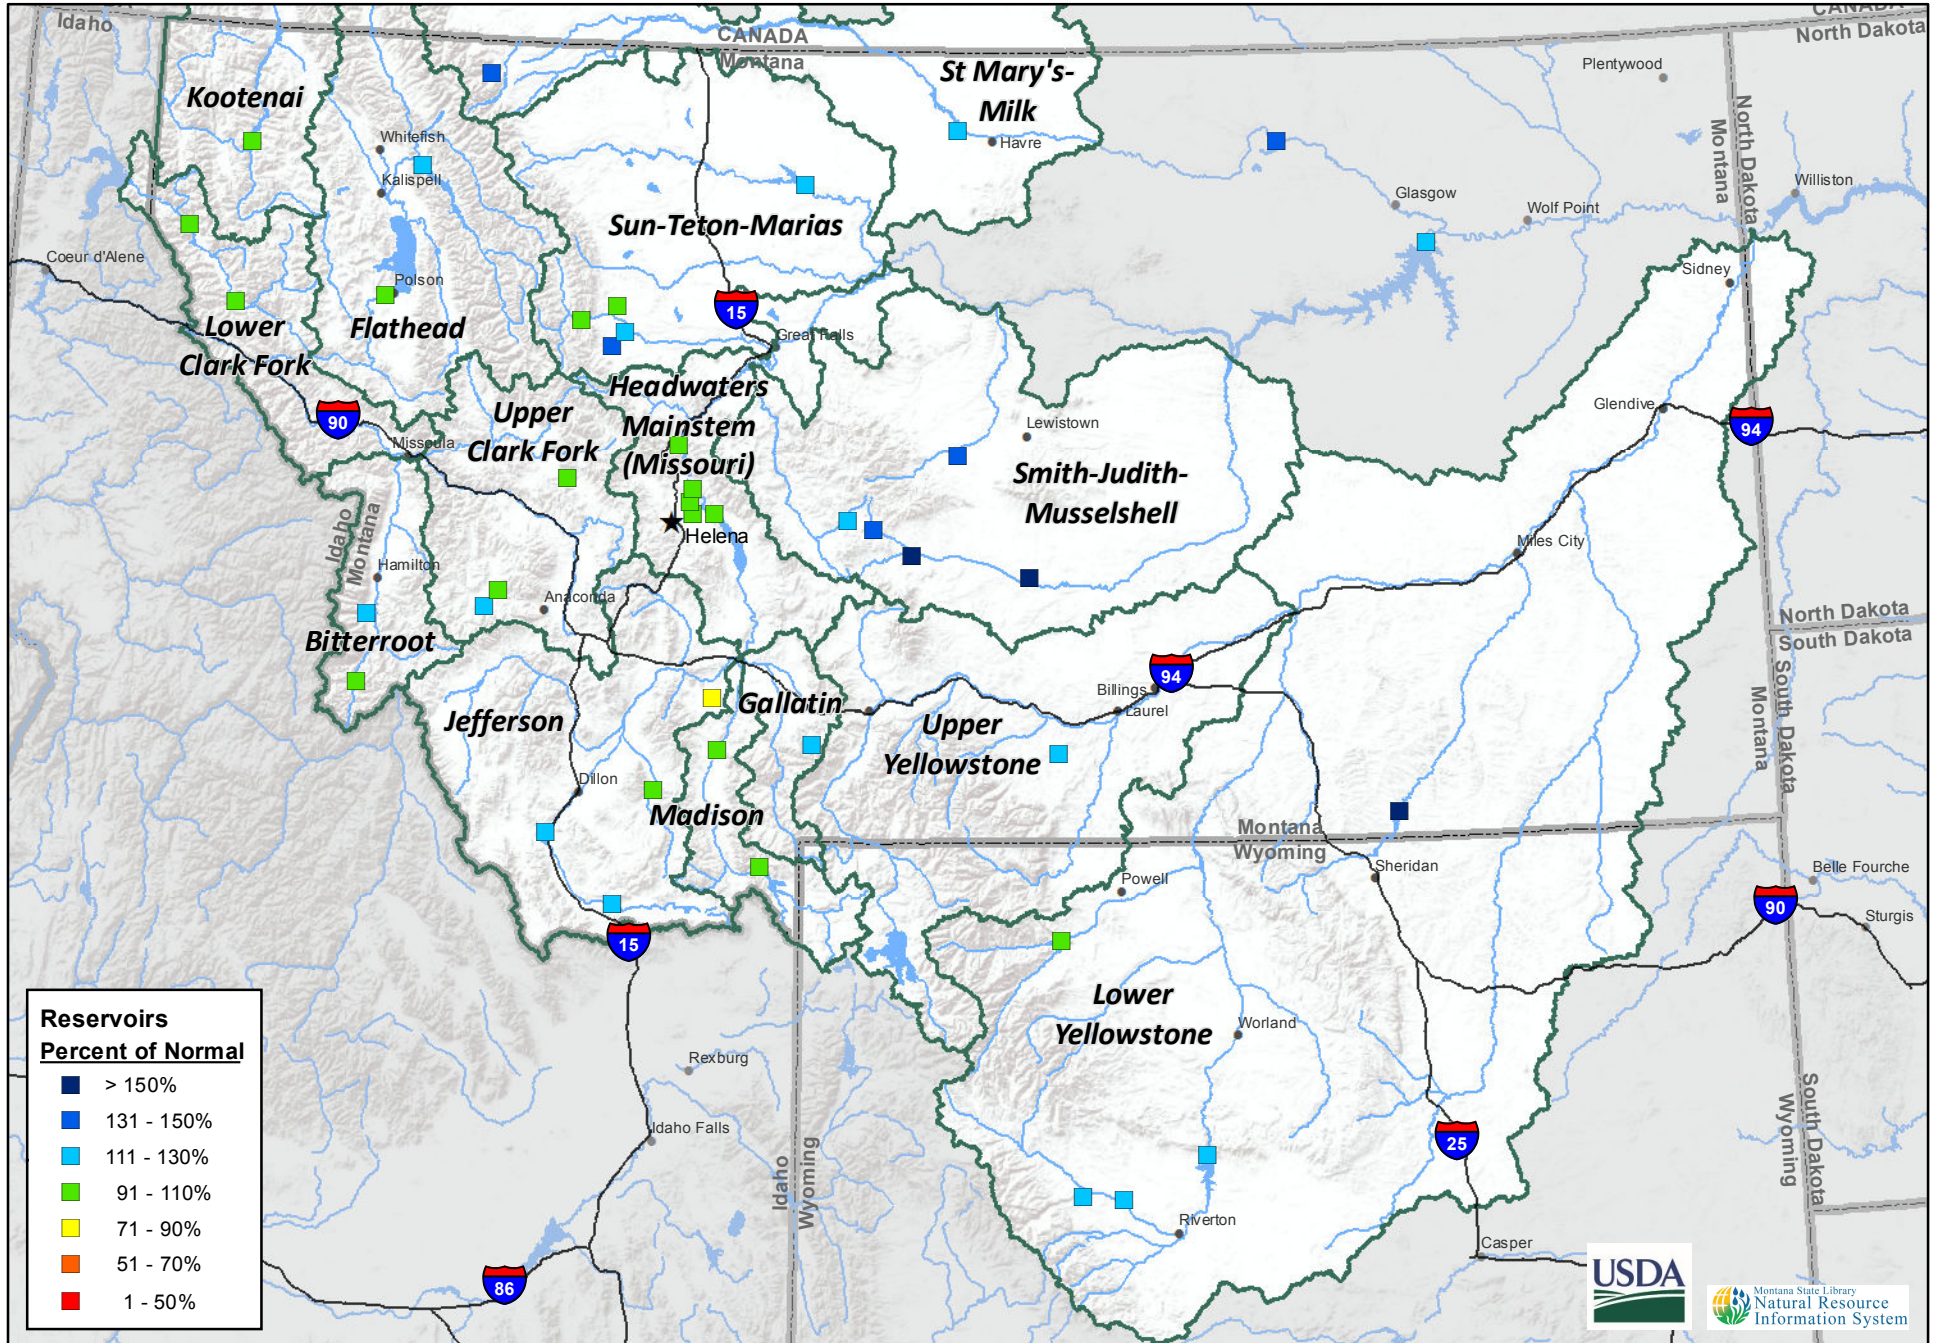 Idaho
CANADA
Montana
CANADA
North Dakota
St Mary's-
Milk
Plentywood
Kootenai
North Dakota
Montana
Whitefish
Havre
Kalispell
Glasgow
Wolf Point
Williston
Sun-Teton-Marias
Coeur d'Alene
Polson
Sidney
15
Lower
Clark Fork
Flathead
Great Falls
Headwaters
Mainstem
(Missouri)
Upper
Clark Fork
90
Missoula
Lewistown
Glendive
94
Smith-Judith-
Musselshell
Idaho
Montana
Helena
Miles City
Hamilton
Anaconda
Bitterroot
North Dakota
South Dakota
94
Billings
Laurel
South Dakota
Montana
Jefferson
Gallatin
Upper
Yellowstone
Dillon
Madison
Montana
Wyoming
Sheridan
Powell
Belle Fourche
90
Sturgis
15
Lower
Yellowstone
Worland
Reservoirs
Percent of Normal
> 150%
131 - 150%
111 - 130%
91 - 110%
71 - 90%
51 - 70%
1 - 50%
Rexburg
Idaho Falls
Idaho
Wyoming
25
South Dakota
Wyoming
Riverton
Casper
86
USDA
Montana State Library
Natural Resource
Information System